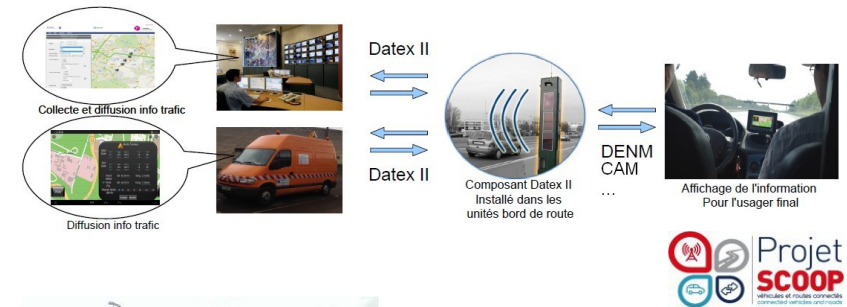 Datex II
Collecte et diffusion info trafic
Datex II
Diffusion info trafic
Composant Datex II
Installé dans les
unités bord de route
DENM
CAM
...
Affichage de l'information
Pour l'usager final
Projet
SCOOP
véhicules et routes connectés
connected vehicles and roads